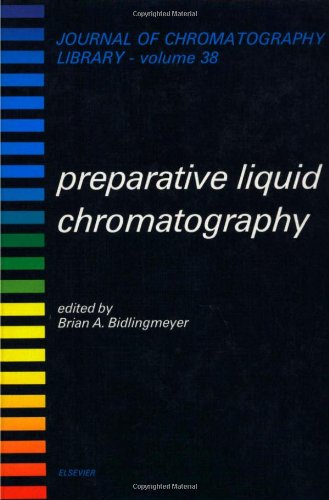 JOURNAL OF CHROMATOGRAPHY
LIBRARY - volume 38
preparative liquid
chromatography
edited by
Brian A. Bidlingmeyer
ELSEVIER